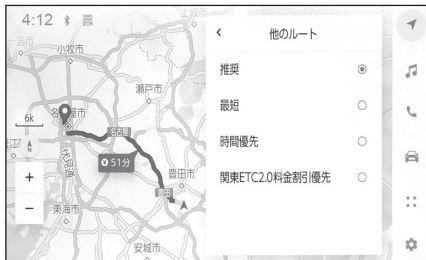 4:12
他のルート
推奨
最短
時間優先
関東ETC2.0料金割引優先
小牧市
瀬戸市
6k
N
51分
豊田市
東海市
安城市
+
−